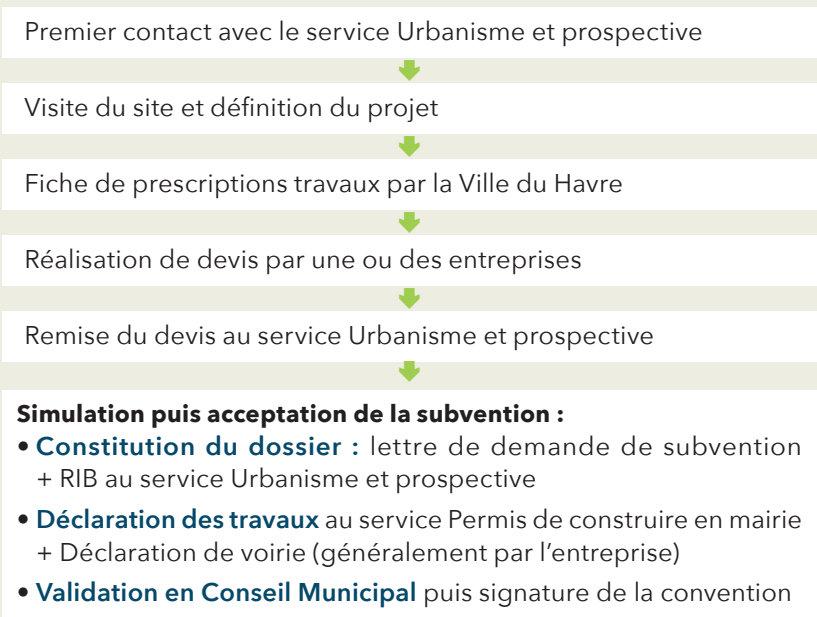 Premier contact avec le service Urbanisme et prospective
Visite du site et définition du projet
Fiche de prescriptions travaux par la Ville du Havre
Réalisation de devis par une ou des entreprises
Remise du devis au service Urbanisme et prospective
Simulation puis acceptation de la subvention :
• Constitution du dossier : lettre de demande de subvention
+ RIB au service Urbanisme et prospective
• Déclaration des travaux au service Permis de construire en mairie
+ Déclaration de voirie (généralement par l’entreprise)
• Validation en Conseil Municipal puis signature de la convention